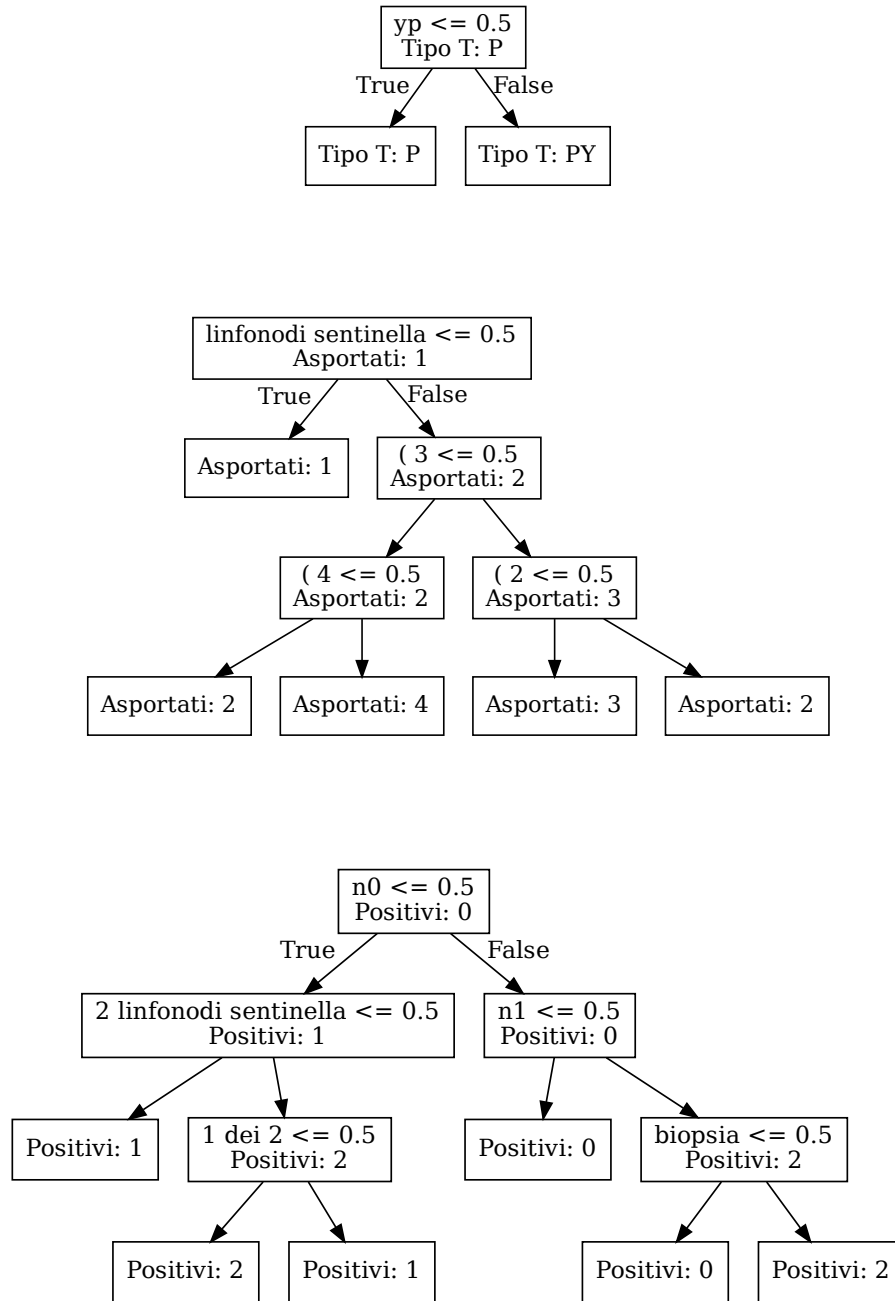 yp <= 0.5
Tipo T: P
True
False
Tipo T: P
Tipo T: PY
linfonodi sentinella <= 0.5
Asportati: 1
True
False
Asportati: 1
( 3 <= 0.5
Asportati: 2
( 4 <= 0.5
Asportati: 2
( 2 <= 0.5
Asportati: 3
Asportati: 2
Asportati: 4
Asportati: 3
Asportati: 2
n0 <= 0.5
Positivi: 0
True
False
2 linfonodi sentinella <= 0.5
Positivi: 1
n1 <= 0.5
Positivi: 0
Positivi: 1
1 dei 2 <= 0.5
Positivi: 2
Positivi: 0
biopsia <= 0.5
Positivi: 2
Positivi: 2
Positivi: 1
Positivi: 0
Positivi: 2